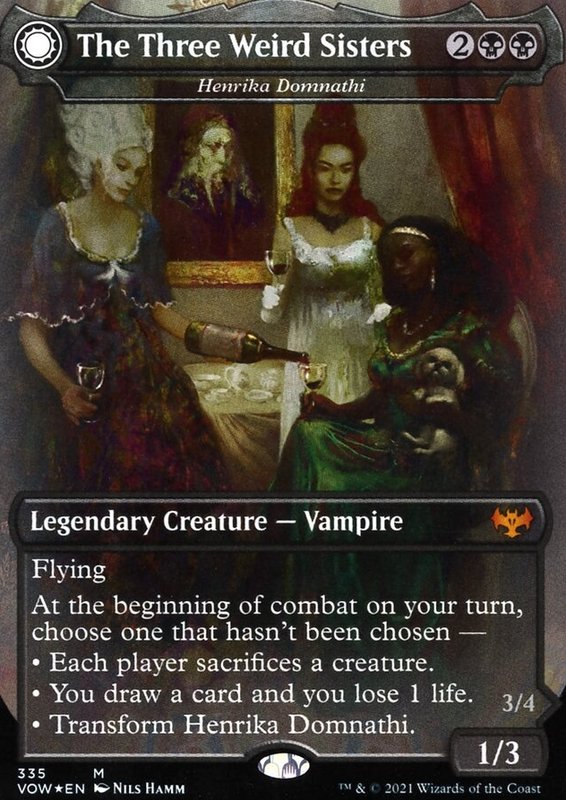 The Three Weird Sisters 2
Henrika Domnathi
Legendary Creature — Vampire
Flying
At the beginning of combat on your turn,
choose one that hasn't been chosen —
• Each player sacrifices a creature.
• You draw a card and you lose 1 life.
• Transform Henrika Domnathi.
3/4
1/3
335 M
VOW★EN Nils Hamm
™ & © 2021 Wizards of the Coast